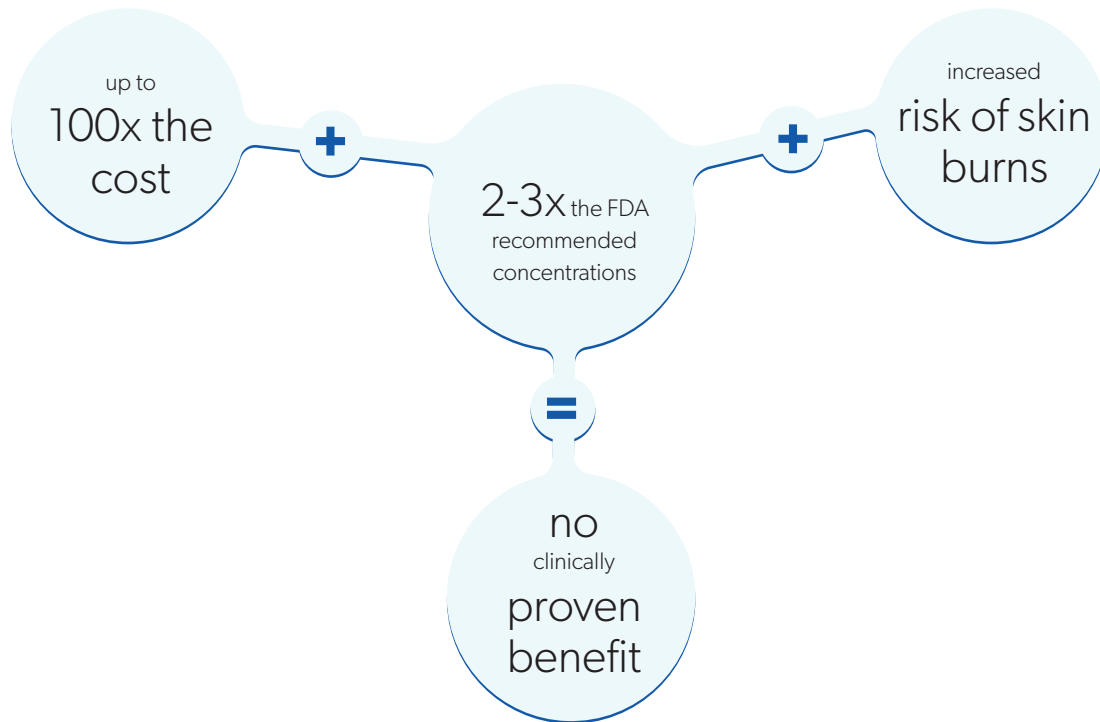 up to
100x the
cost
+
2-3x the FDA
recommended
concentrations
+
increased
risk of skin
burns
=
no
clinically
proven
benefit